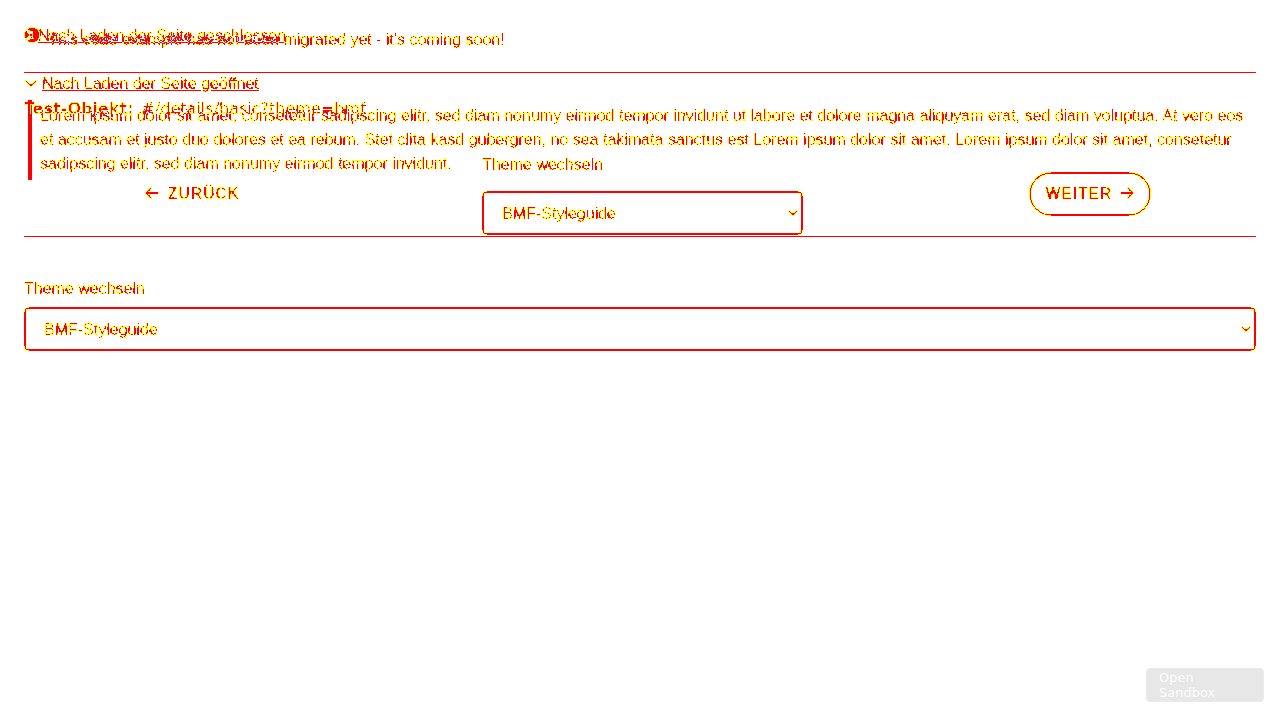 Nach Laden der Seite geschlossen
This code example has not been migrated yet - it's coming soon!
Nach Laden der Seite geöffnet
Test-Objekt: #/details/basic?theme=bmf
Lorem ipsum dolor sit amet, consetetur sadipscing elitr, sed diam nonumy eirmod tempor invidunt ut labore et dolore magna aliquyam erat, sed diam voluptua. At vero eos
et accusam et justo duo dolores et ea rebum. Stet clita kasd gubergren, no sea takimata sanctus est Lorem ipsum dolor sit amet. Lorem ipsum dolor sit amet, consetetur
sadipscing elitr, sed diam nonumy eirmod tempor invidunt.
Theme wechseln
← ZURÜCK
BMF-Styleguide
WEITER →
Theme wechseln
BMF-Styleguide
Open
Sandbox